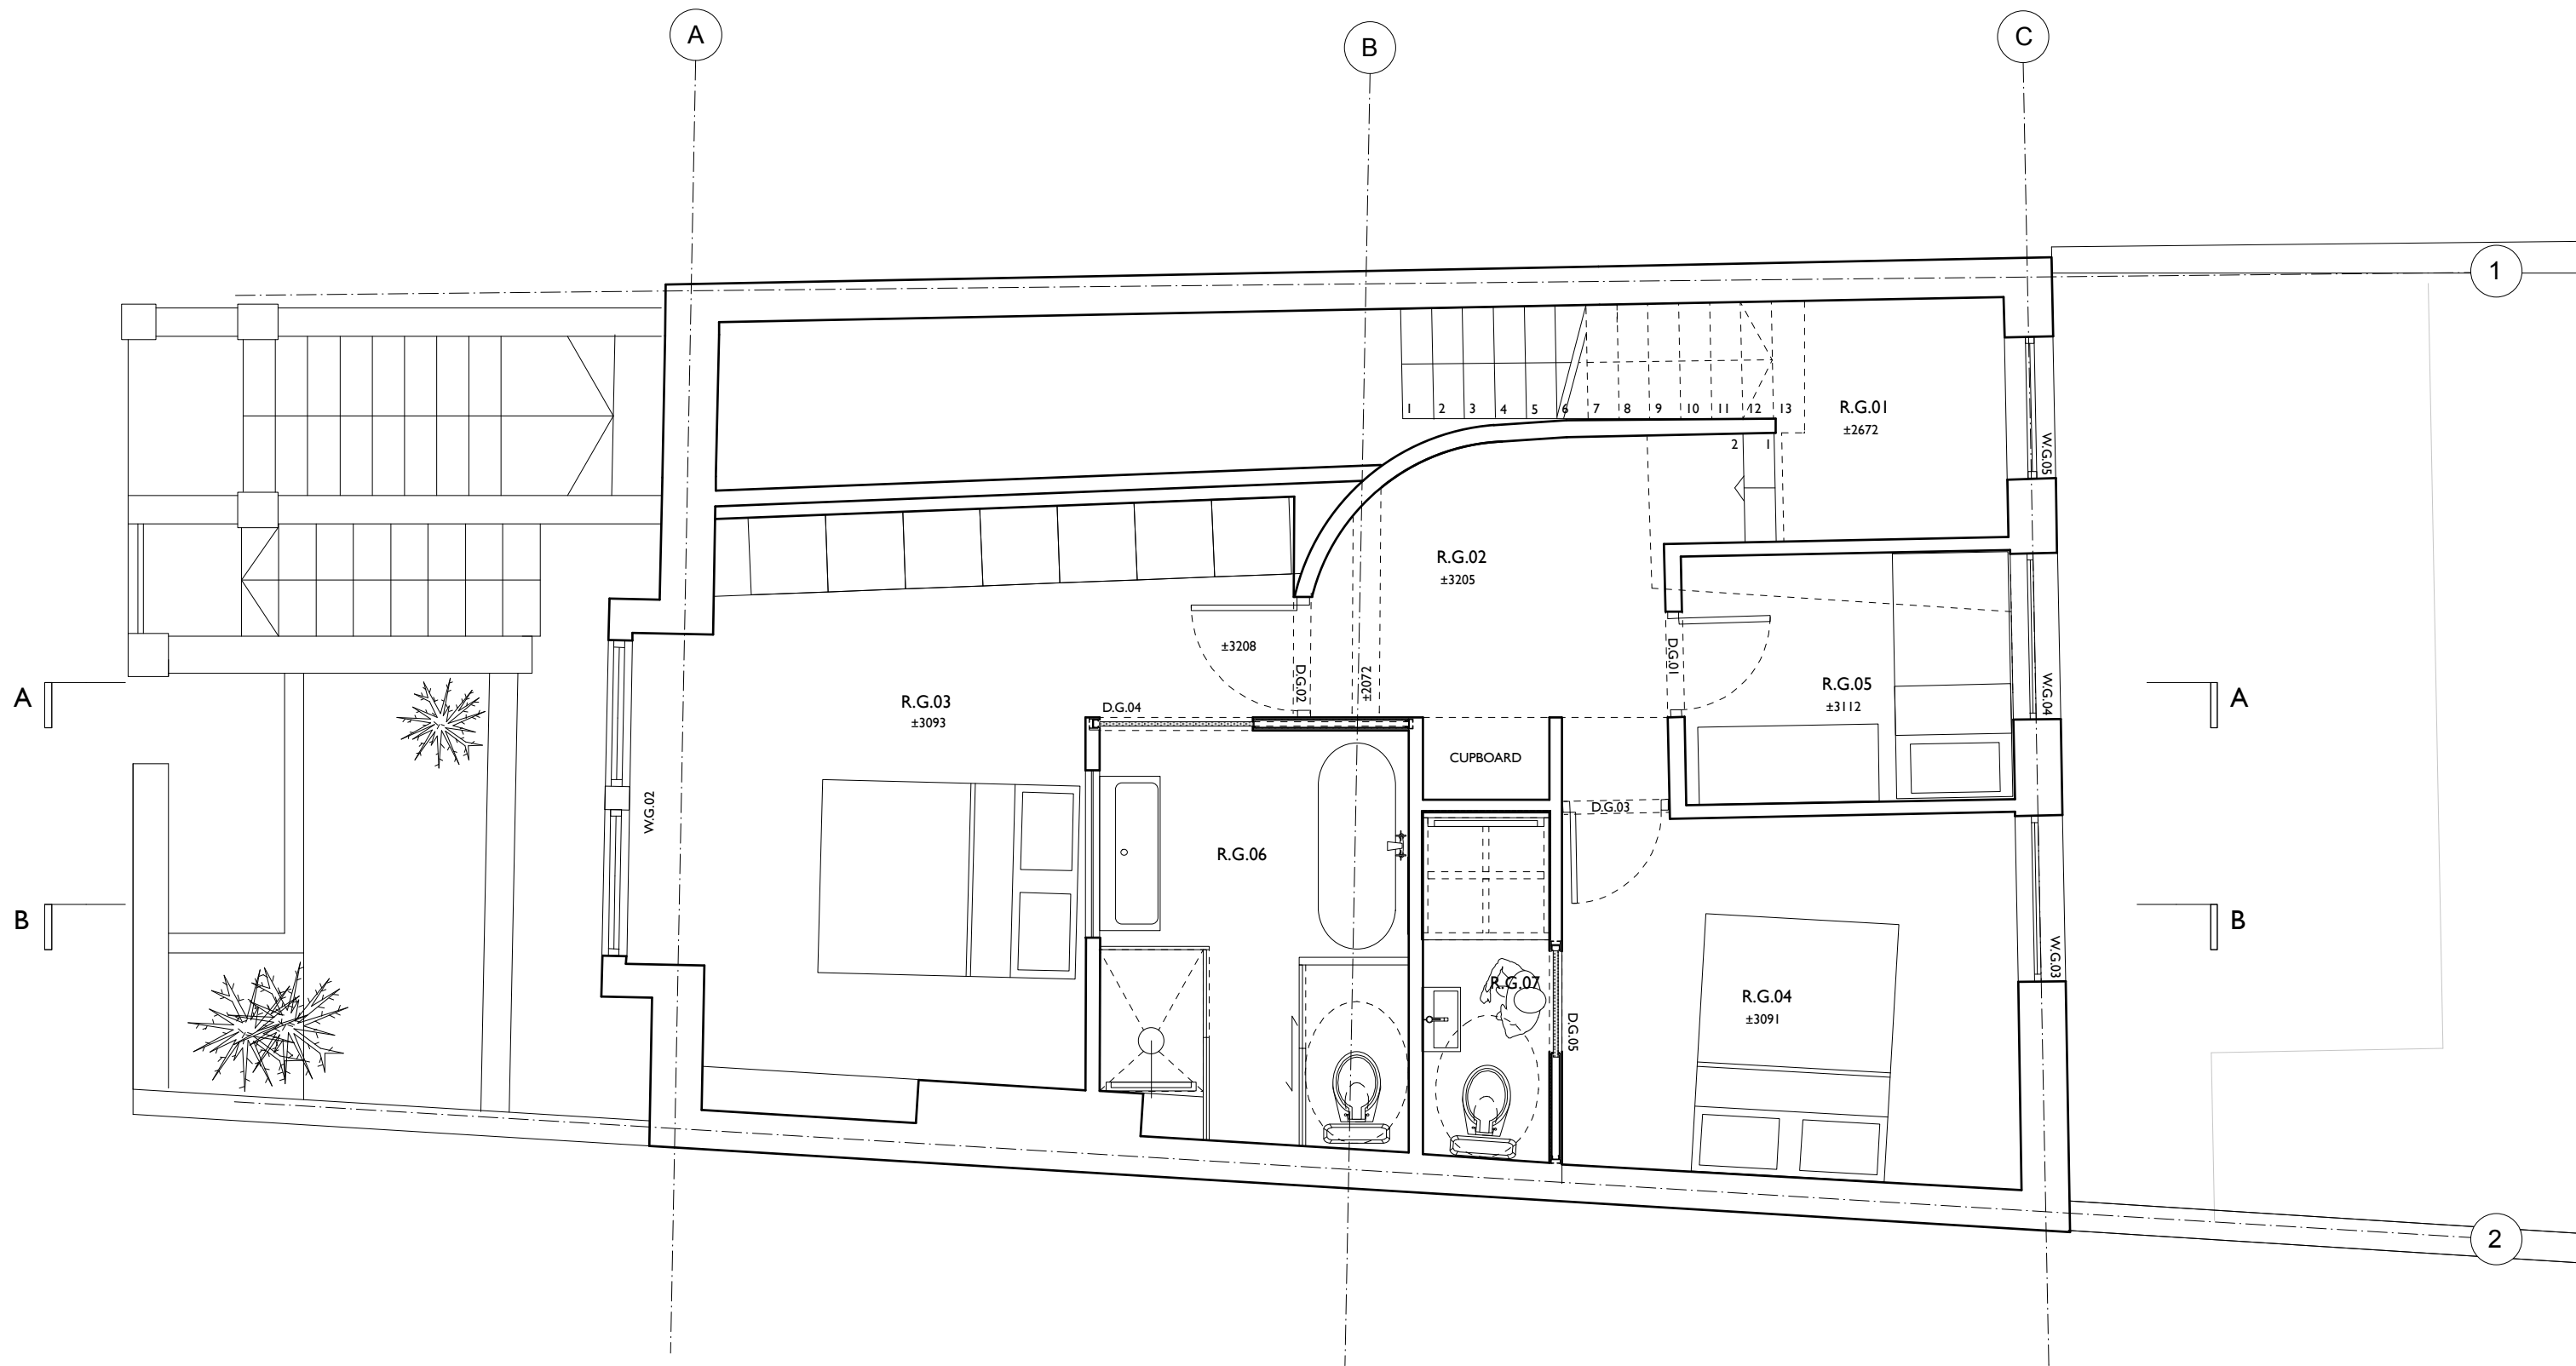 A
B
C
1
1 2 3 4 5 6 7 8 9 10 11 12 13
R.G.01
±2672
2 1
W.G.05
R.G.02
±3205
±3208
D.G.02
±2072
D.G.01
R.G.05
±3112
W.G.04
A
A
R.G.03
±3093
D.G.04
CUPBOARD
W.G.02
D.G.03
R.G.06
B
B
W.G.03
R.G.07
R.G.04
±3091
D.G.05
2